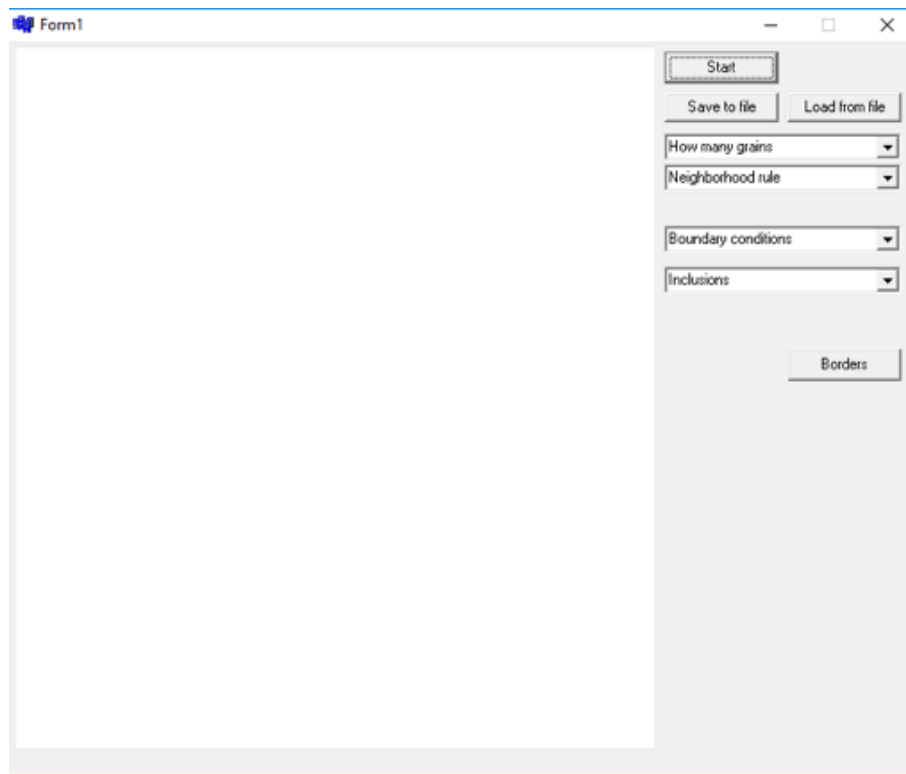 Form1
Start
Save to file
Load from file
How many grains
Neighborhood rule
Boundary conditions
Inclusions
Borders